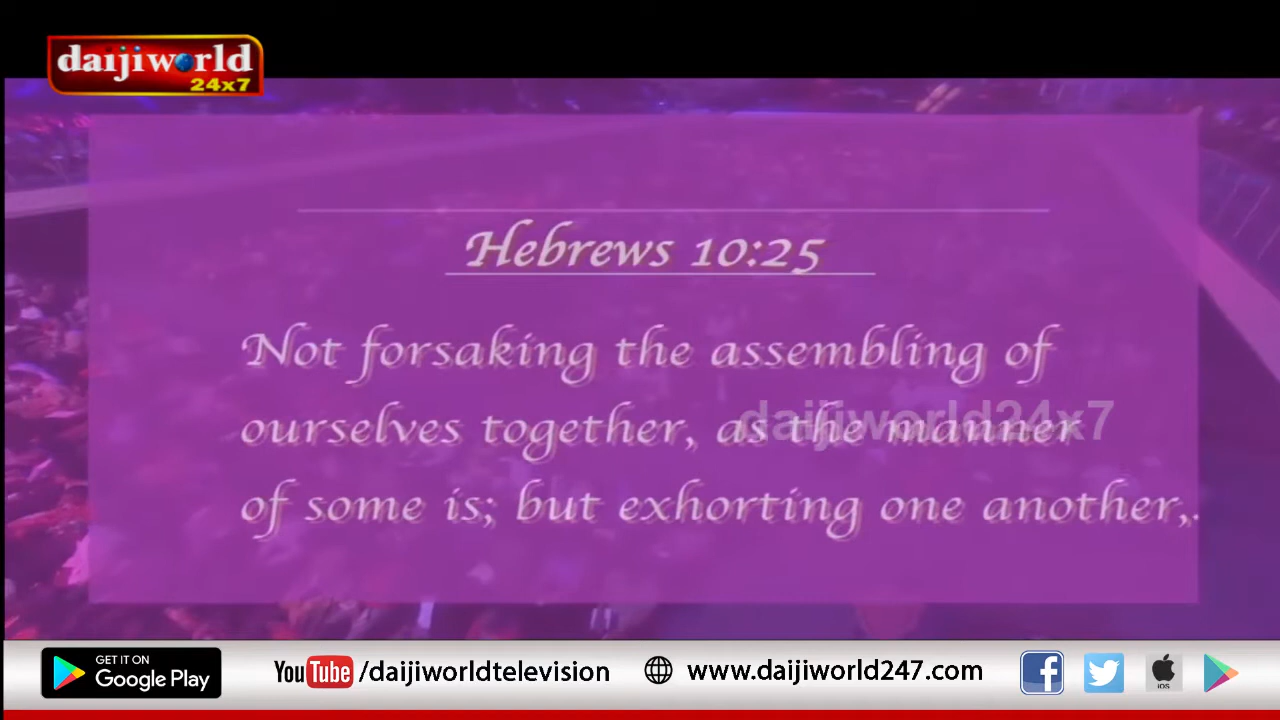 daijiworld
24x7
Hebrews 10:25
Not forsaking the assembling of
ourselves together, as the manner
of some is; but exhorting one another,.
daijiworld24x7
GET IT ON
Google Play
YouTube /daijiworldtelevision
www.daijiworld247.com
iOS